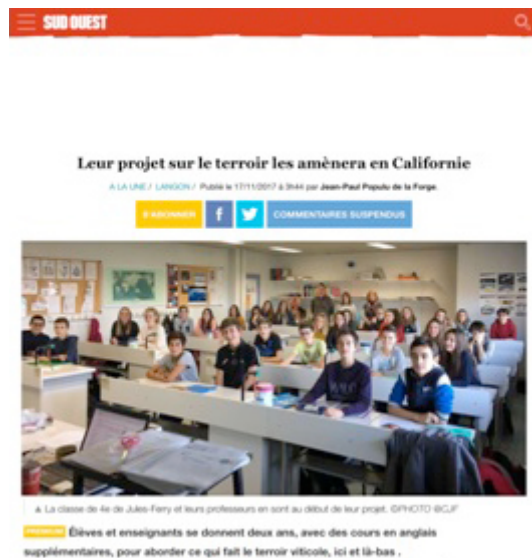 SUD OUEST
Leur projet sur le terroir les amènera en Californie
A LA UNE / LANGON / Publié le 17/11/2017 à 3h44 par Jean-Paul Populu de la Forge.
S'ABONNER f COMMENTAIRES SUSPENDUS
▲ La classe de 4e de Jules-Ferry et leurs professeurs en sont au début de leur projet. ©PHOTO @CJF
PREMIUM Élèves et enseignants se donnent deux ans, avec des cours en anglais
supplémentaires, pour aborder ce qui fait le terroir viticole, ici et là-bas .